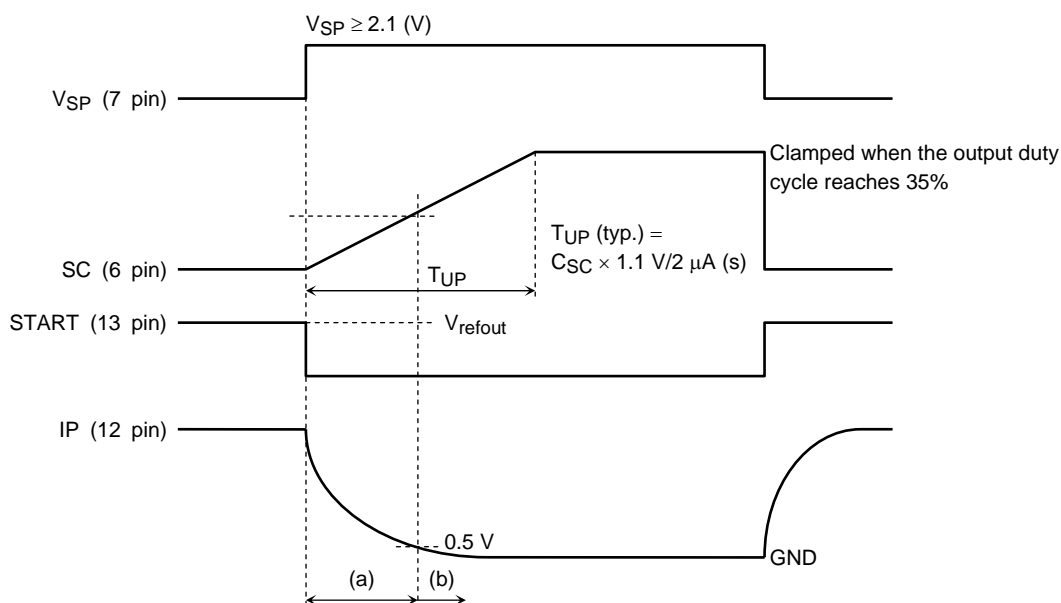 V_SP ≥ 2.1 (V)
V_SP (7 pin)
Clamped when the output duty
cycle reaches 35%
T_UP (typ.) =
C_SC × 1.1 V/2 μA (s)
SC (6 pin)
T_UP
START (13 pin)
V_refout
IP (12 pin)
0.5 V
GND
(a)
(b)